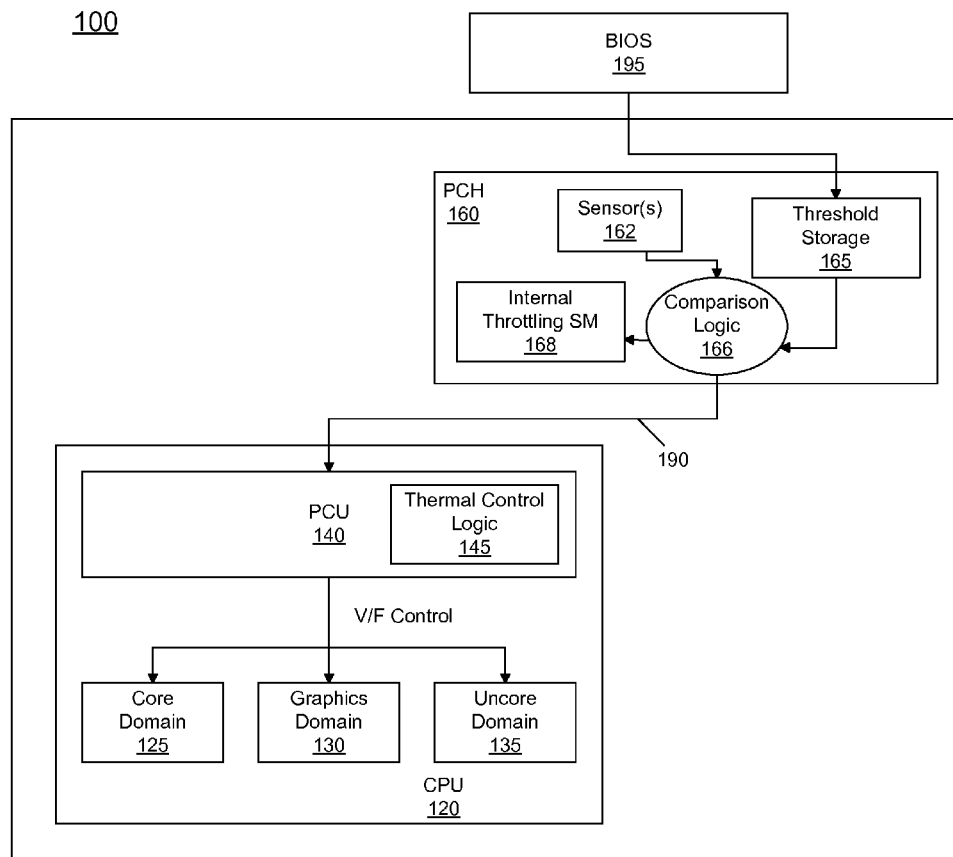 100
BIOS
195
PCH
160
Sensor(s)
162
Threshold
Storage
165
Internal
Throttling SM
168
Comparison
Logic
166
190
PCU
140
Thermal Control
Logic
145
V/F Control
Core
Domain
125
Graphics
Domain
130
Uncore
Domain
135
CPU
120